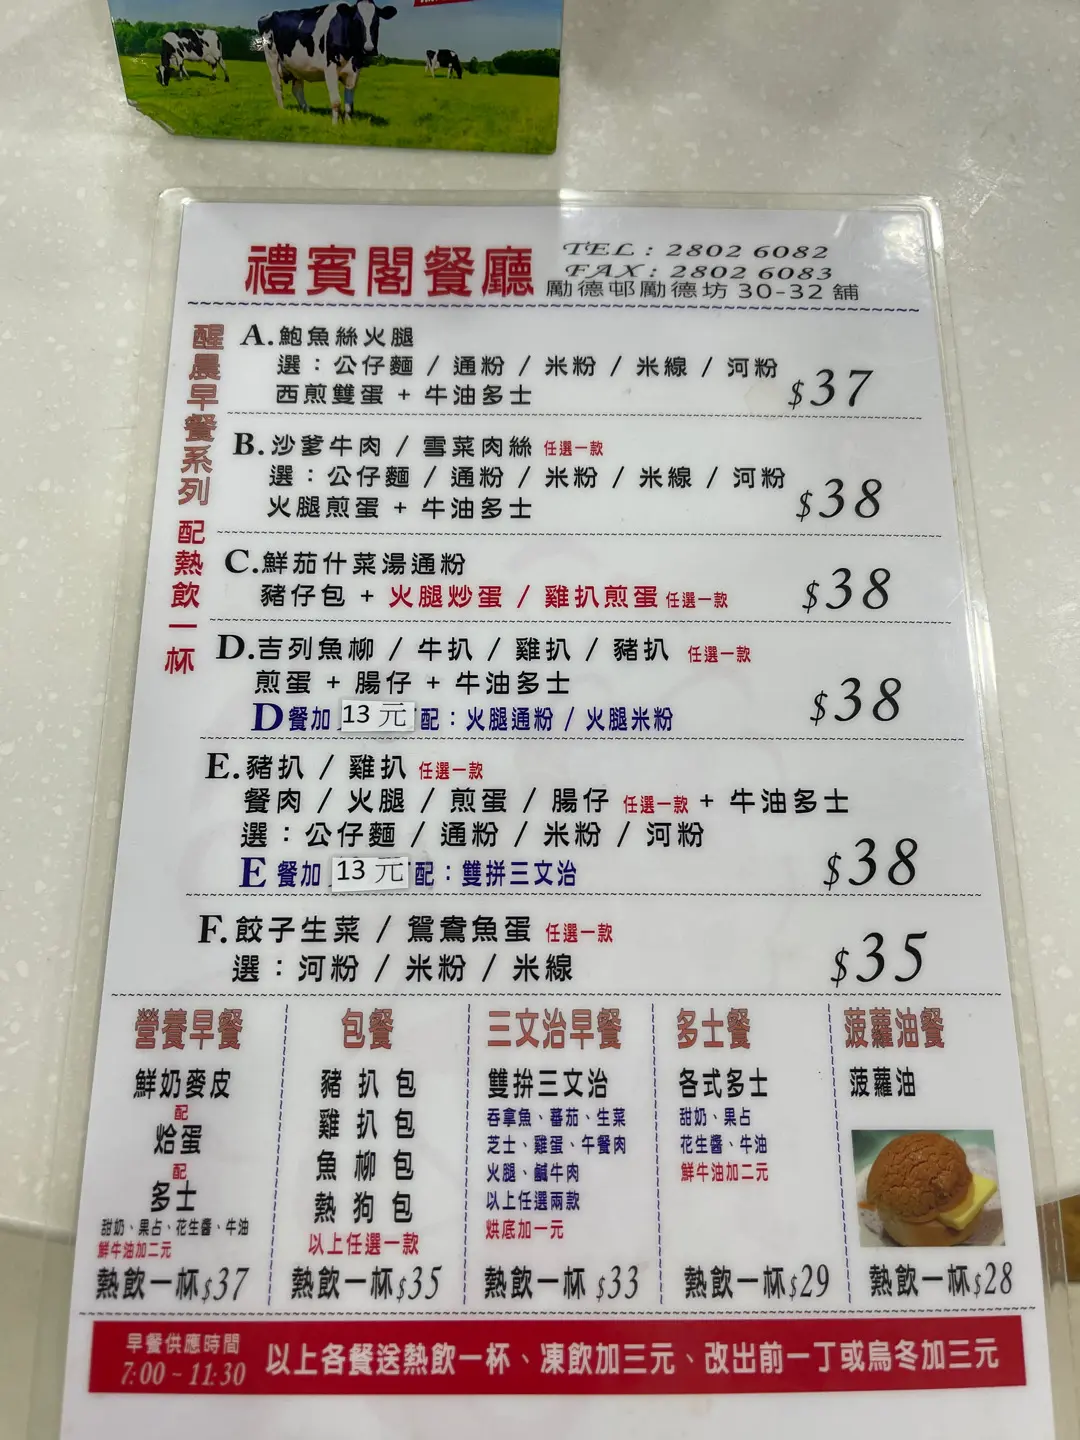 禮賓閣餐廳
TEL : 2802 6082
FAX : 2802 6083
勵德邨勵德坊 30-32 舖
醒晨早餐系列 配熱飲一杯
A.鮑魚絲火腿
選：公仔麵 / 通粉 / 米粉 / 米線 / 河粉
西煎雙蛋 + 牛油多士
$37
B.沙爹牛肉 / 雪菜肉絲 任選一款
選：公仔麵 / 通粉 / 米粉 / 米線 / 河粉
火腿煎蛋 + 牛油多士
$38
C.鮮茄什菜湯通粉
豬仔包 + 火腿炒蛋 / 雞扒煎蛋 任選一款
$38
D.吉列魚柳 / 牛扒 / 雞扒 / 豬扒 任選一款
煎蛋 + 腸仔 + 牛油多士
D餐加 13 元 配：火腿通粉 / 火腿米粉
$38
E.豬扒 / 雞扒 任選一款
餐肉 / 火腿 / 煎蛋 / 腸仔 任選一款 + 牛油多士
選：公仔麵 / 通粉 / 米粉 / 河粉
E 餐加 13 元 配：雙拼三文治
$38
F.餃子生菜 / 鴛鴦魚蛋 任選一款
選：河粉 / 米粉 / 米線
$35
營養早餐
鮮奶麥皮
配
烚蛋
配
多士
甜奶、果占、花生醬、牛油
鮮牛油加二元
熱飲一杯$37
包餐
豬扒包
雞扒包
魚柳包
熱狗包
以上任選一款
熱飲一杯$35
三文治早餐
雙拚三文治
吞拿魚、蕃茄、生菜
芝士、雞蛋、午餐肉
火腿、鹹牛肉
以上任選兩款
烘底加一元
熱飲一杯 $33
多士餐
各式多士
甜奶、果占
花生醬、牛油
鮮牛油加二元
熱飲一杯$29
菠蘿油餐
菠蘿油
熱飲一杯$28
早餐供應時間
7:00 ~ 11:30
以上各餐送熱飲一杯、凍飲加三元、改出前一丁或烏冬加三元